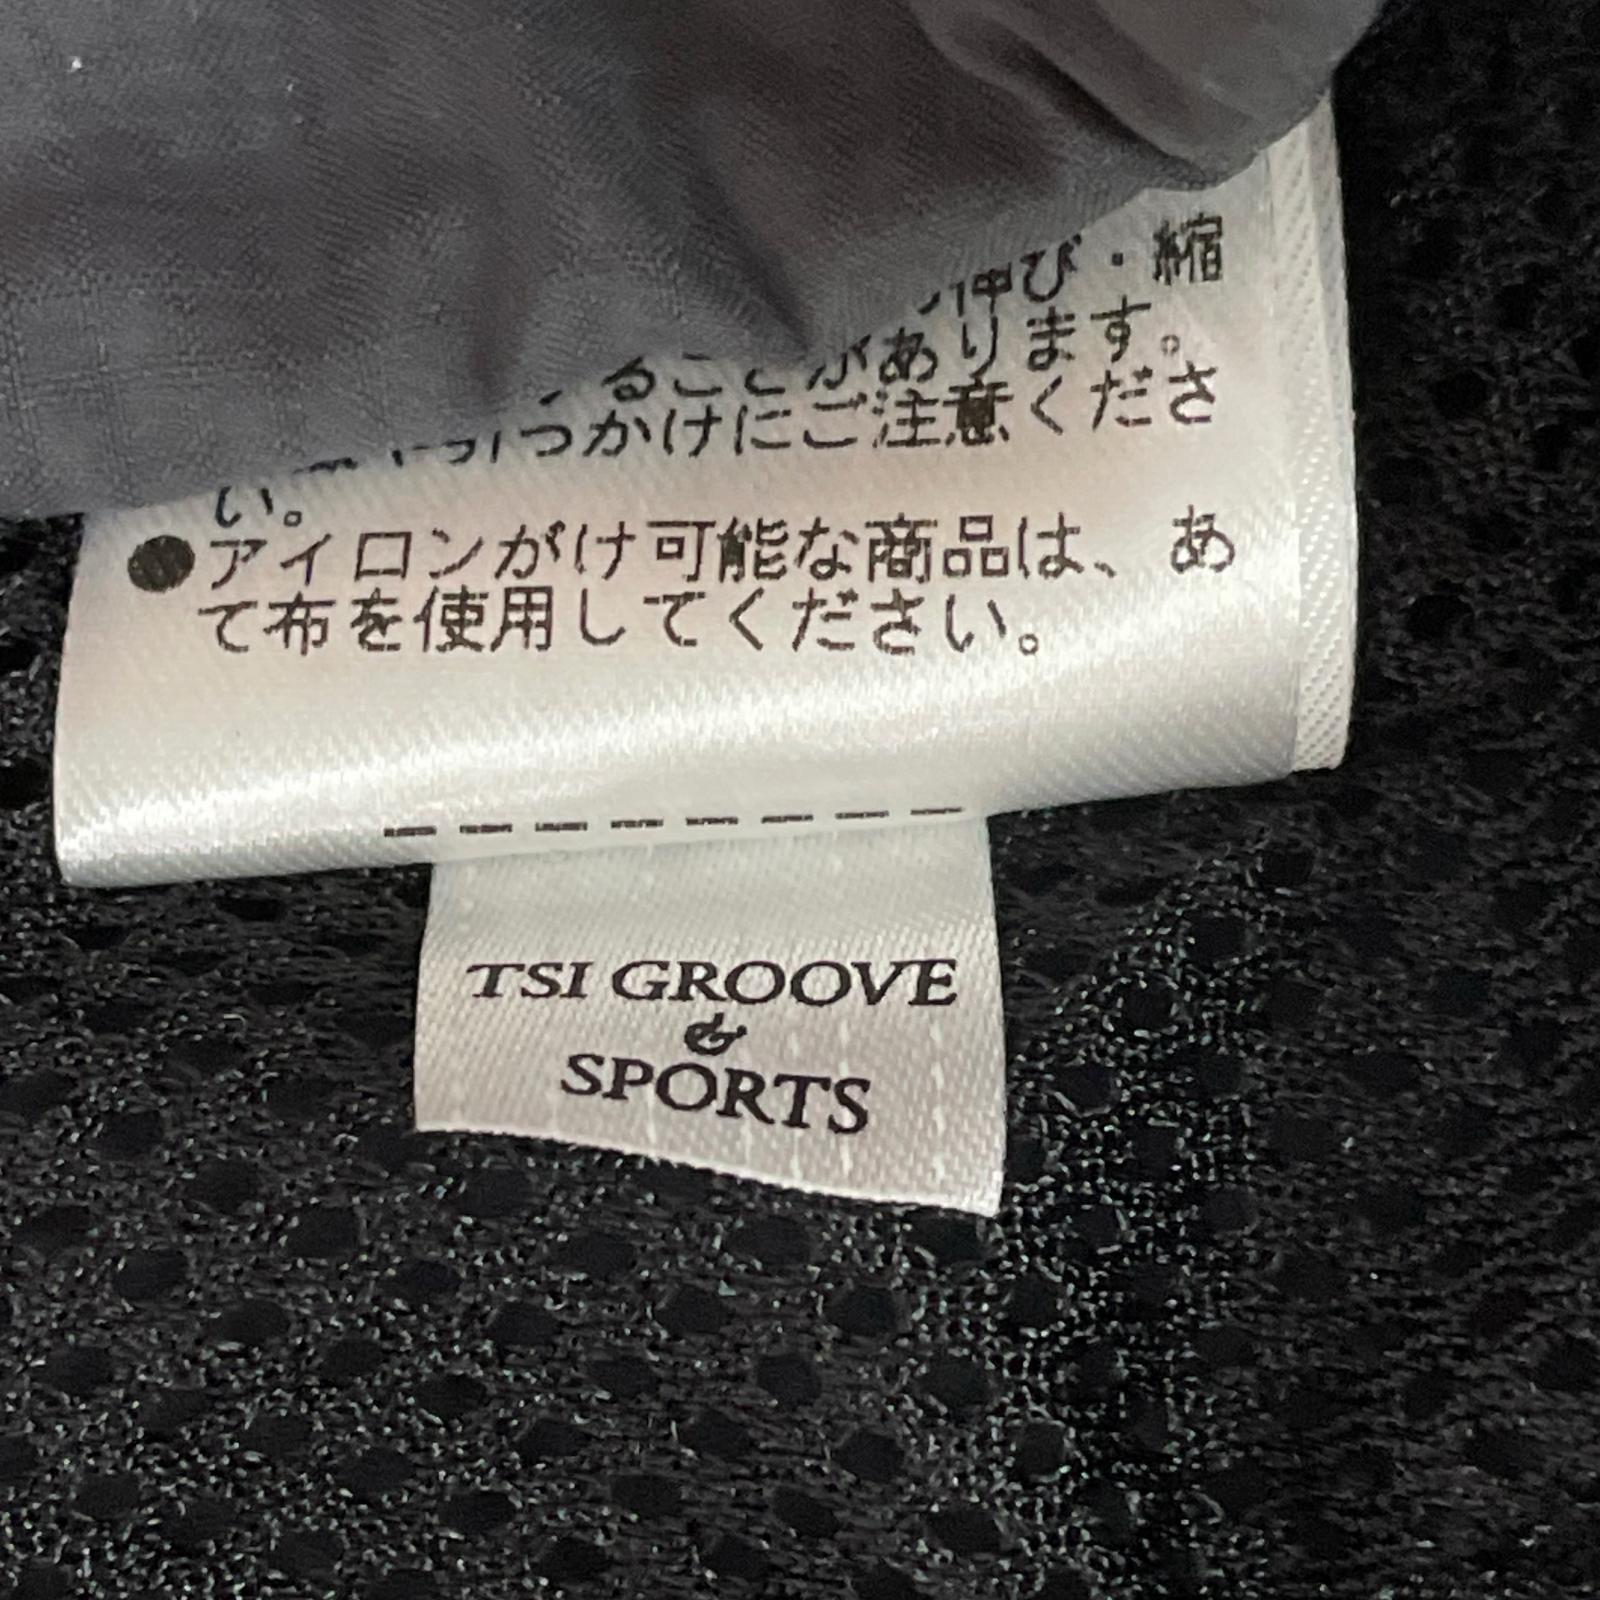 伸び・縮
ることがあります。
つかけにご注意くださ
い。
●アイロンがけ可能な商品は、あ
て布を使用してください。
TSI GROOVE
&
SPORTS